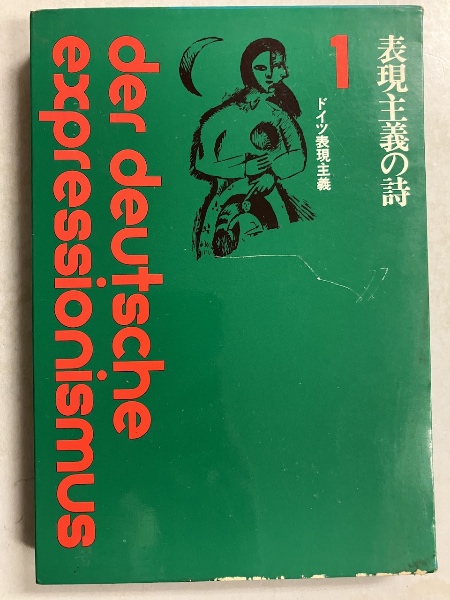 表現主義の詩
1
ドイツ表現主義
der deutsche
expressionismus